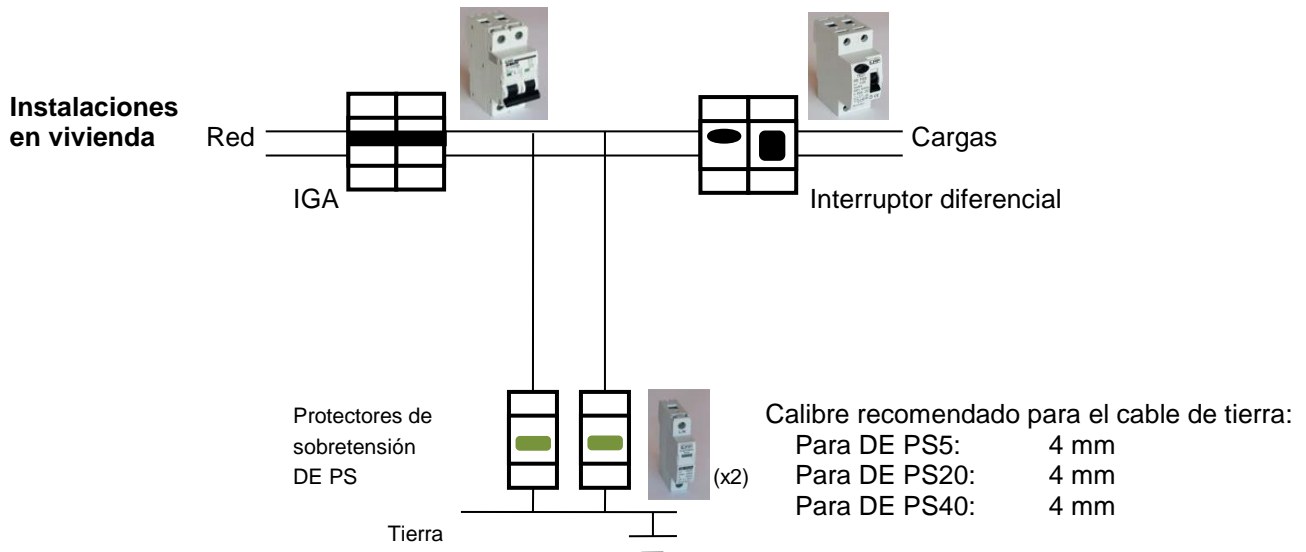 Instalaciones
en vivienda
Red
Cargas
IGA
Interruptor diferencial
Protectores de
sobretensión
DE PS
(x2)
Calibre recomendado para el cable de tierra:
Para DE PS5: 4 mm
Para DE PS20: 4 mm
Para DE PS40: 4 mm
Tierra